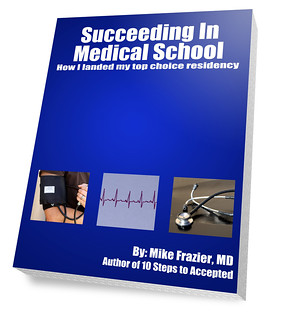 Succeeding In
Medical School
How I landed my top choice residency
By: Mike Frazier, MD
Author of 10 Steps to Accepted